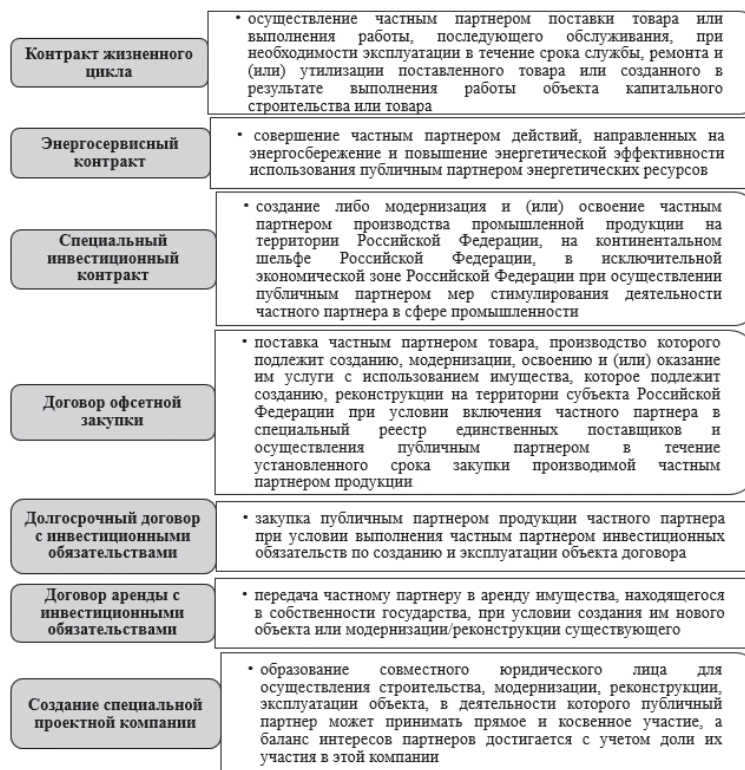 Контракт жизненного
цикла
• осуществление частным партнером поставки товара или
выполнения работы, последующего обслуживания, при
необходимости эксплуатации в течение срока службы, ремонта и
(или) утилизации поставленного товара или созданного в
результате выполнения работы объекта капитального
строительства или товара
Энергосервисный
контракт
• совершение частным партнером действий, направленных на
энергосбережение и повышение энергетической эффективности
использования публичным партнером энергетических ресурсов
Специальный
инвестиционный
контракт
• создание либо модернизация и (или) освоение частным
партнером производства промышленной продукции на
территории Российской Федерации, на континентальном
шельфе Российской Федерации, в исключительной
экономической зоне Российской Федерации при осуществлении
публичным партнером мер стимулирования деятельности
частного партнера в сфере промышленности
Договор офсетной
закупки
• поставка частным партнером товара, производство которого
подлежит созданию, модернизации, освоению и (или) оказание
им услуги с использованием имущества, которое подлежит
созданию, реконструкции на территории субъекта Российской
Федерации при условии включения частного партнера в
специальный реестр единственных поставщиков и
осуществления публичным партнером в течение
установленного срока закупки производимой частным
партнером продукции
Долгосрочный договор
с инвестиционными
обязательствами
• закупка публичным партнером продукции частного партнера
при условии выполнения частным партнером инвестиционных
обязательств по созданию и эксплуатации объекта договора
Договор аренды с
инвестиционными
обязательствами
• передача частному партнеру в аренду имущества, находящегося
в собственности государства, при условии создания им нового
объекта или модернизации/реконструкции существующего
Создание специальной
проектной компании
• образование совместного юридического лица для
осуществления строительства, модернизации, реконструкции,
эксплуатации объекта, в деятельности которого публичный
партнер может принимать прямое и косвенное участие, а
баланс интересов партнеров достигается с учетом доли их
участия в этой компании